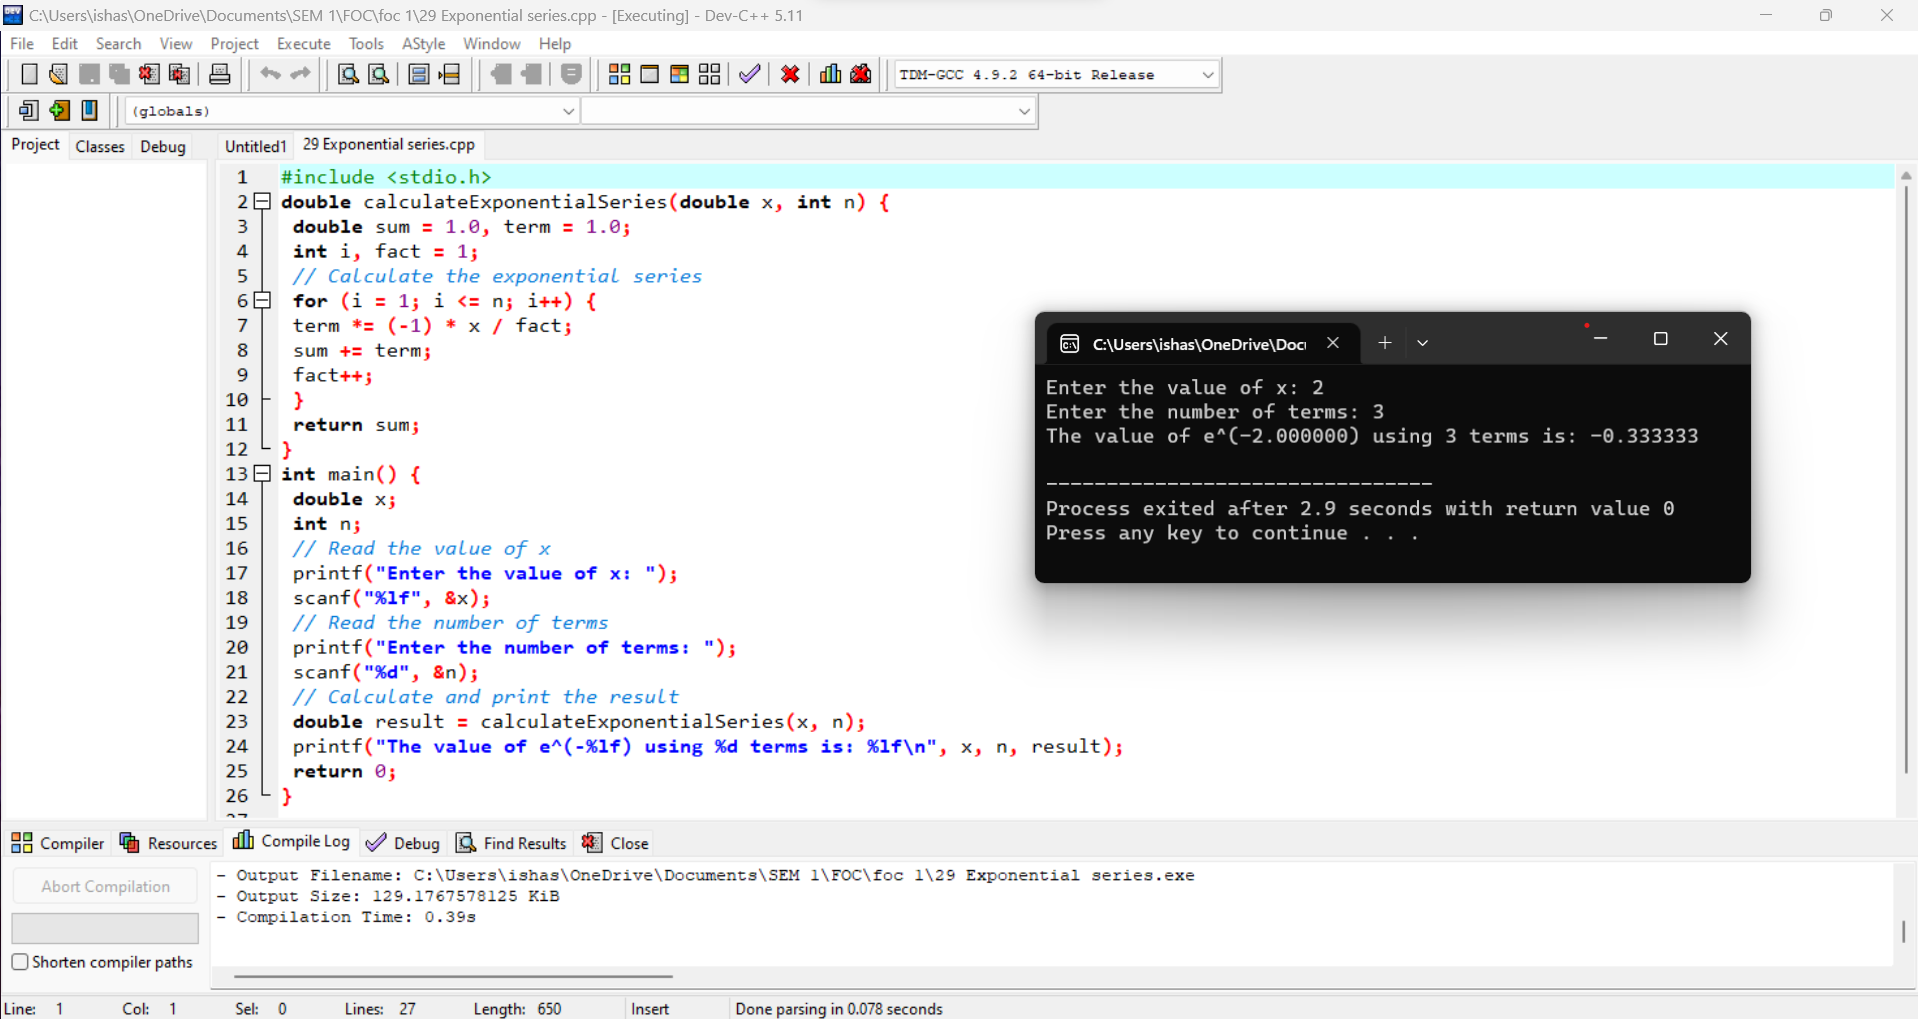 C:\Users\ishas\OneDrive\Documents\SEM 1\FOC\foc 1\29 Exponential series.cpp - [Executing] - Dev-C++ 5.11
File Edit Search View Project Execute Tools AStyle Window Help
TDM-GCC 4.9.2 64-bit Release
(globals)
Project Classes Debug
Untitled1 29 Exponential series.cpp
1 #include <stdio.h>
2 double calculateExponentialSeries(double x, int n) {
3 double sum = 1.0, term = 1.0;
4 int i, fact = 1;
5 // Calculate the exponential series
6 for (i = 1; i <= n; i++) {
7 term *= (-1) * x / fact;
8 sum += term;
9 fact++;
10 }
11 return sum;
12 }
13 int main() {
14 double x;
15 int n;
16 // Read the value of x
17 printf("Enter the value of x: ");
18 scanf("%lf", &x);
19 // Read the number of terms
20 printf("Enter the number of terms: ");
21 scanf("%d", &n);
22 // Calculate and print the result
23 double result = calculateExponentialSeries(x, n);
24 printf("The value of e^(-%lf) using %d terms is: %lf\n", x, n, result);
25 return 0;
26 }
C:\Users\ishas\OneDrive\Doc
Enter the value of x: 2
Enter the number of terms: 3
The value of e^(-2.000000) using 3 terms is: -0.333333
--------------------------------
Process exited after 2.9 seconds with return value 0
Press any key to continue . . .
Compiler Resources Compile Log Debug Find Results Close
Abort Compilation
Shorten compiler paths
- Output Filename: C:\Users\ishas\OneDrive\Documents\SEM 1\FOC\foc 1\29 Exponential series.exe
- Output Size: 129.1767578125 KiB
- Compilation Time: 0.39s
Line: 1 Col: 1 Sel: 0 Lines: 27 Length: 650 Insert Done parsing in 0.078 seconds